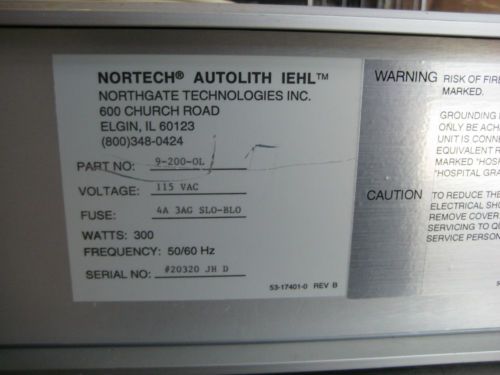 NORTECH® AUTOLITH IEHL™
NORTHGATE TECHNOLOGIES INC.
600 CHURCH ROAD
ELGIN, IL 60123
(800)348-0424
PART NO: 9-200-0L
VOLTAGE: 115 VAC
FUSE: 4A 3AG SLO-BLO
WATTS: 300
FREQUENCY: 50/60 Hz
SERIAL NO: #20320 JH D
53-17401-0 REV B
WARNING RISK OF FIRE
MARKED.
GROUNDING
ONLY BE ACH
UNIT IS CONNE
EQUIVALENT R
MARKED "HOS
"HOSPITAL GRA
CAUTION TO REDUCE THE
ELECTRICAL SHO
REMOVE COVER
SERVICING TO QU
SERVICE PERSON